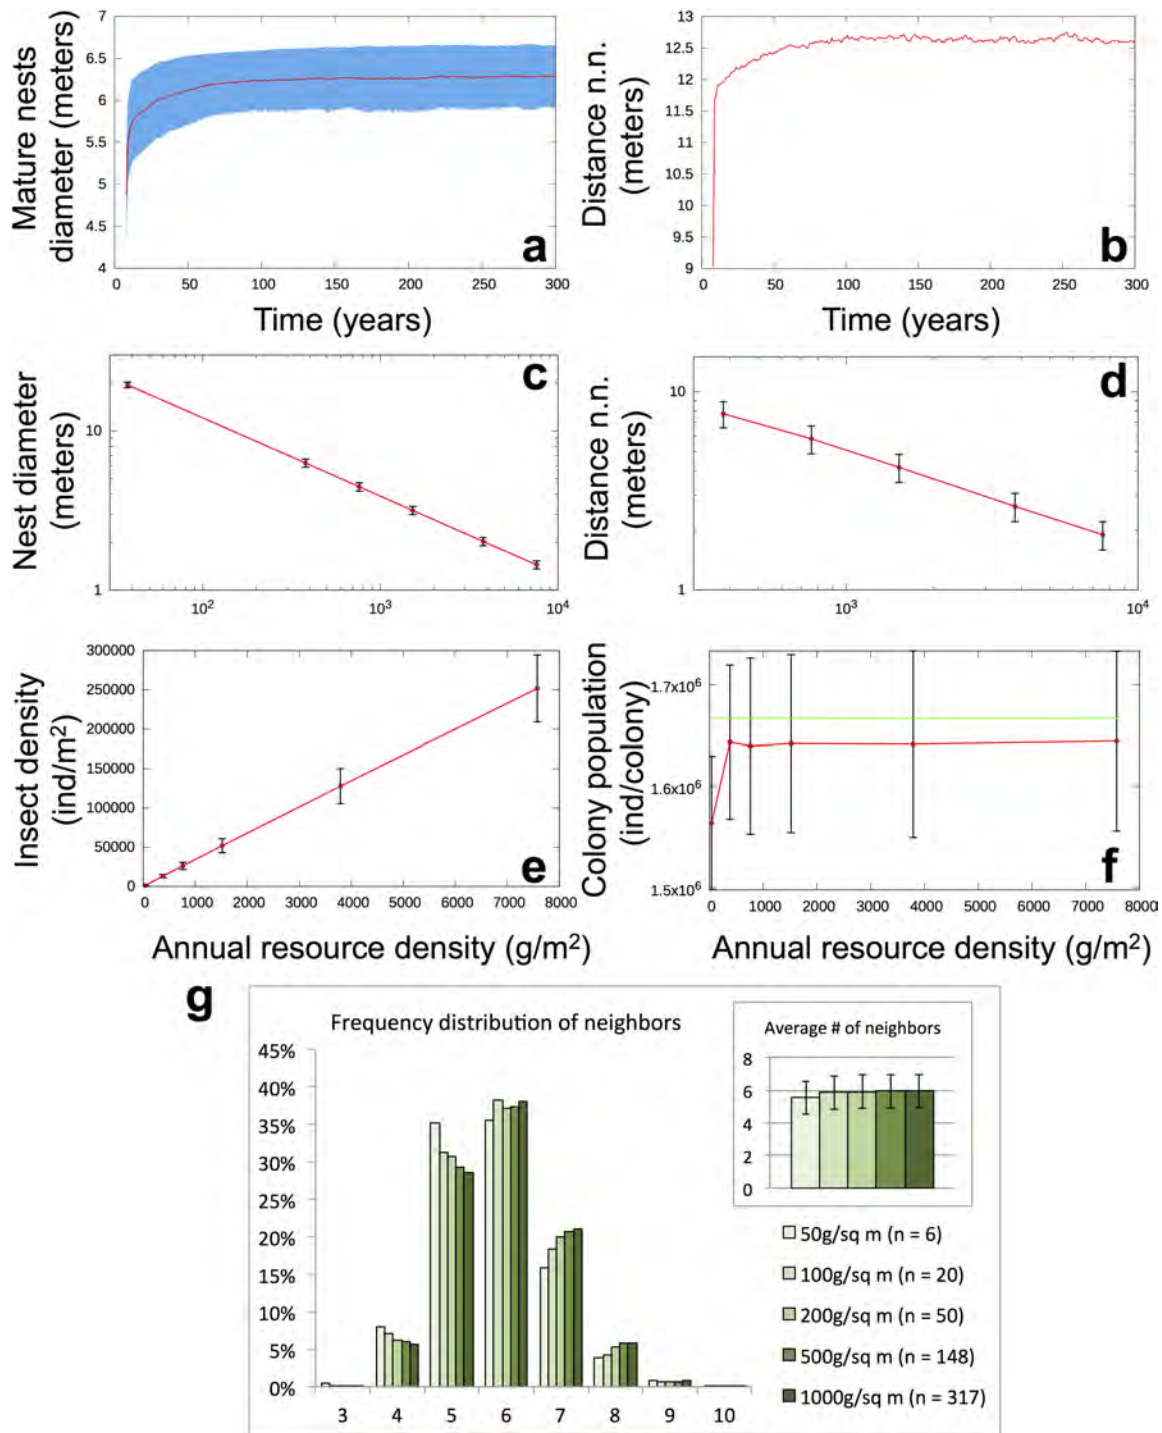 Mature nests
diameter (meters)
7
6.5
6
5.5
5
4.5
4
0 50 100 150 200 250 300
Time (years)
a
Distance n.n.
(meters)
13
12.5
12
11.5
11
10.5
10
9.5
9
0 50 100 150 200 250 300
Time (years)
b
Nest diameter
(meters)
10
1
10² 10³ 10⁴
c
Distance n.n.
(meters)
10
1
10³ 10⁴
d
Insect density
(ind/m²)
300000
250000
200000
150000
100000
50000
0
0 1000 2000 3000 4000 5000 6000 7000 8000
e
Annual resource density (g/m²)
Colony population
(ind/colony)
1.7x10⁶
1.6x10⁶
1.5x10⁶
0 1000 2000 3000 4000 5000 6000 7000 8000
f
Annual resource density (g/m²)
g
Frequency distribution of neighbors
45%
40%
35%
30%
25%
20%
15%
10%
5%
0%
3 4 5 6 7 8 9 10
Average # of neighbors
8
6
4
2
0
50g/sq m (n = 6)
100g/sq m (n = 20)
200g/sq m (n = 50)
500g/sq m (n = 148)
1000g/sq m (n = 317)